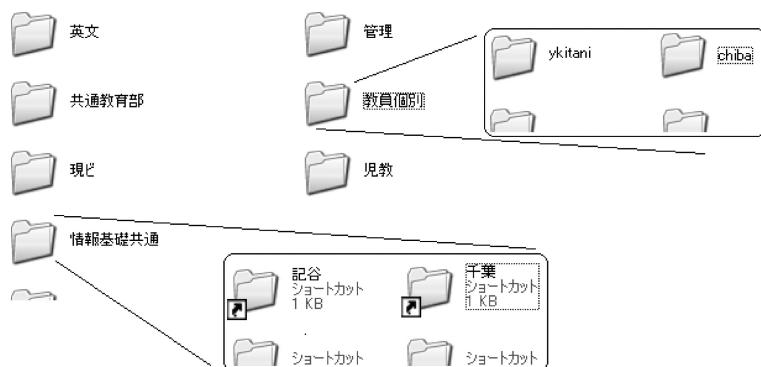 英文
管理
ykitani
chiba
共通教育部
教員個別
現ビ
児教
情報基礎共通
記谷
ショートカット
1 KB
千葉
ショートカット
1 KB
ショートカット
ショートカット